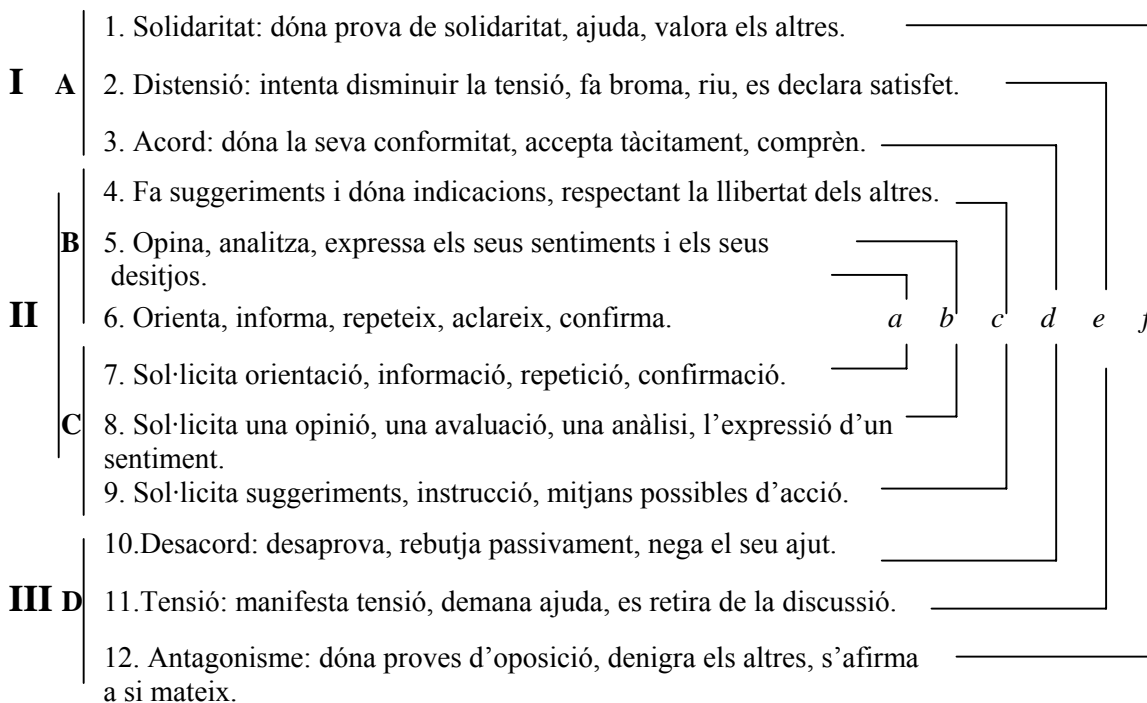 1. Solidaritat: dóna prova de solidaritat, ajuda, valora els altres.
I A 2. Distensió: intenta disminuir la tensió, fa broma, riu, es declara satisfet.
3. Acord: dóna la seva conformitat, accepta tàcitament, comprèn.
4. Fa suggeriments i dóna indicacions, respectant la llibertat dels altres.
B 5. Opina, analitza, expressa els seus sentiments i els seus
desitjos.
II 6. Orienta, informa, repeteix, aclareix, confirma. a b c d e f
7. Sol·licita orientació, informació, repetició, confirmació.
C 8. Sol·licita una opinió, una avaluació, una anàlisi, l’expressió d’un
sentiment.
9. Sol·licita suggeriments, instrucció, mitjans possibles d’acció.
10.Desacord: desaprova, rebutja passivament, nega el seu ajut.
III D 11.Tensió: manifesta tensió, demana ajuda, es retira de la discussió.
12. Antagonisme: dóna proves d’oposició, denigra els altres, s’afirma
a si mateix.